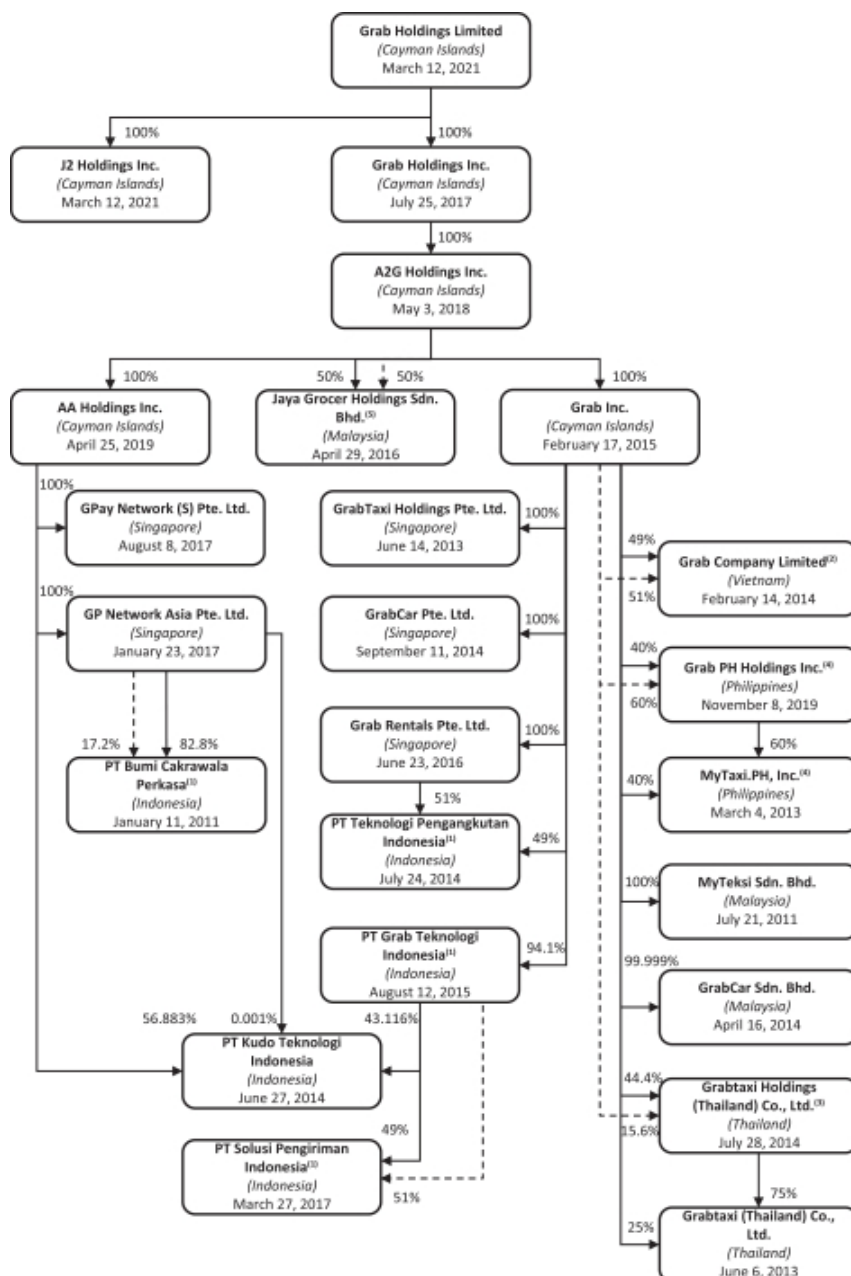 Grab Holdings Limited
(Cayman Islands)
March 12, 2021
100%
100%
J2 Holdings Inc.
(Cayman Islands)
March 12, 2021
Grab Holdings Inc.
(Cayman Islands)
July 25, 2017
100%
A2G Holdings Inc.
(Cayman Islands)
May 3, 2018
100%
50%
50%
100%
AA Holdings Inc.
(Cayman Islands)
April 25, 2019
Jaya Grocer Holdings Sdn.
Bhd.(5)
(Malaysia)
April 29, 2016
Grab Inc.
(Cayman Islands)
February 17, 2015
100%
GPay Network (S) Pte. Ltd.
(Singapore)
August 8, 2017
GrabTaxi Holdings Pte. Ltd.
(Singapore)
June 14, 2013
100%
49%
Grab Company Limited(2)
(Vietnam)
February 14, 2014
51%
100%
GP Network Asia Pte. Ltd.
(Singapore)
January 23, 2017
GrabCar Pte. Ltd.
(Singapore)
September 11, 2014
100%
40%
Grab PH Holdings Inc.(4)
(Philippines)
November 8, 2019
60%
17.2%
82.8%
PT Bumi Cakrawala
Perkasa(1)
(Indonesia)
January 11, 2011
Grab Rentals Pte. Ltd.
(Singapore)
June 23, 2016
100%
60%
40%
MyTaxi.PH, Inc.(4)
(Philippines)
March 4, 2013
51%
PT Teknologi Pengangkutan
Indonesia(1)
(Indonesia)
July 24, 2014
49%
100%
MyTeksi Sdn. Bhd.
(Malaysia)
July 21, 2011
PT Grab Teknologi
Indonesia(1)
(Indonesia)
August 12, 2015
94.1%
99.999%
GrabCar Sdn. Bhd.
(Malaysia)
April 16, 2014
56.883%
0.001%
43.116%
PT Kudo Teknologi
Indonesia
(Indonesia)
June 27, 2014
44.4%
Grabtaxi Holdings
(Thailand) Co., Ltd.(3)
(Thailand)
July 28, 2014
15.6%
49%
PT Solusi Pengiriman
Indonesia(1)
(Indonesia)
March 27, 2017
51%
75%
25%
Grabtaxi (Thailand) Co.,
Ltd.
(Thailand)
June 6, 2013